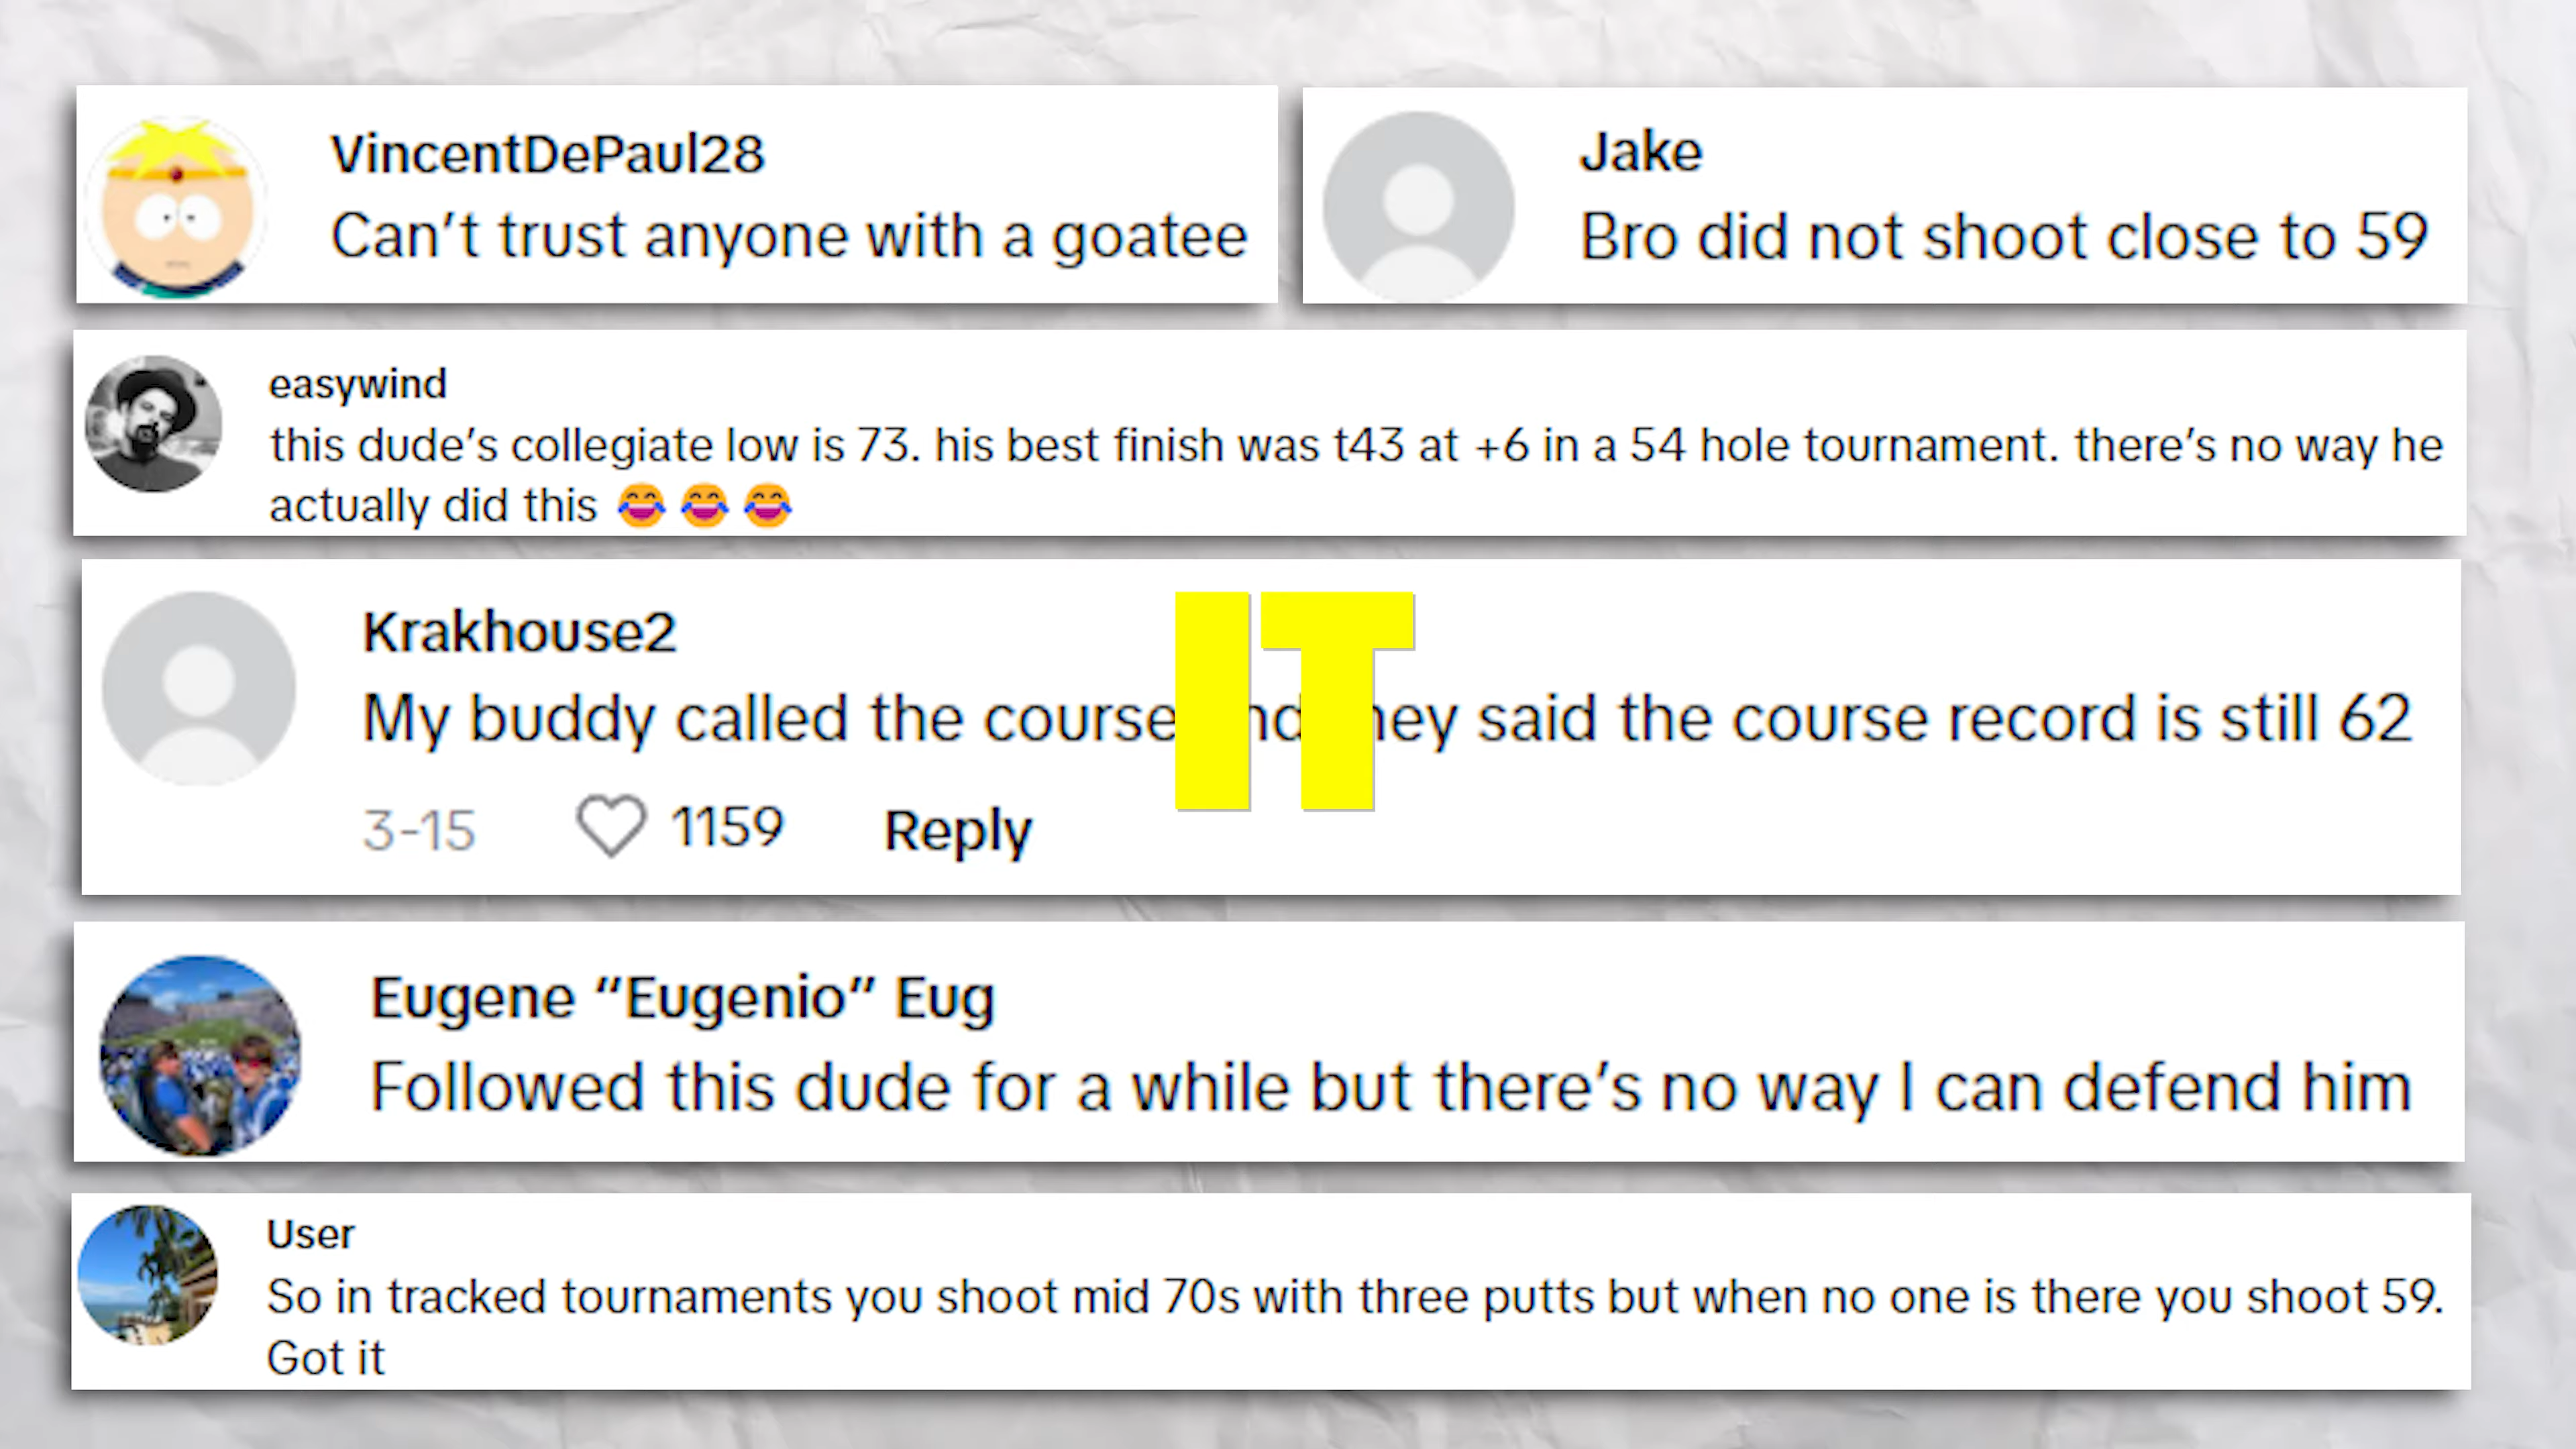 VincentDePaul28
Can't trust anyone with a goatee
Jake
Bro did not shoot close to 59
easywind
this dude's collegiate low is 73. his best finish was t43 at +6 in a 54 hole tournament. there's no way he
actually did this 😂😂😂
Krakhouse2
IT
My buddy called the course said the course record is still 62
3-15 1159 Reply
Eugene “Eugenio” Eug
Followed this dude for a while but there's no way I can defend him
User
So in tracked tournaments you shoot mid 70s with three putts but when no one is there you shoot 59.
Got it